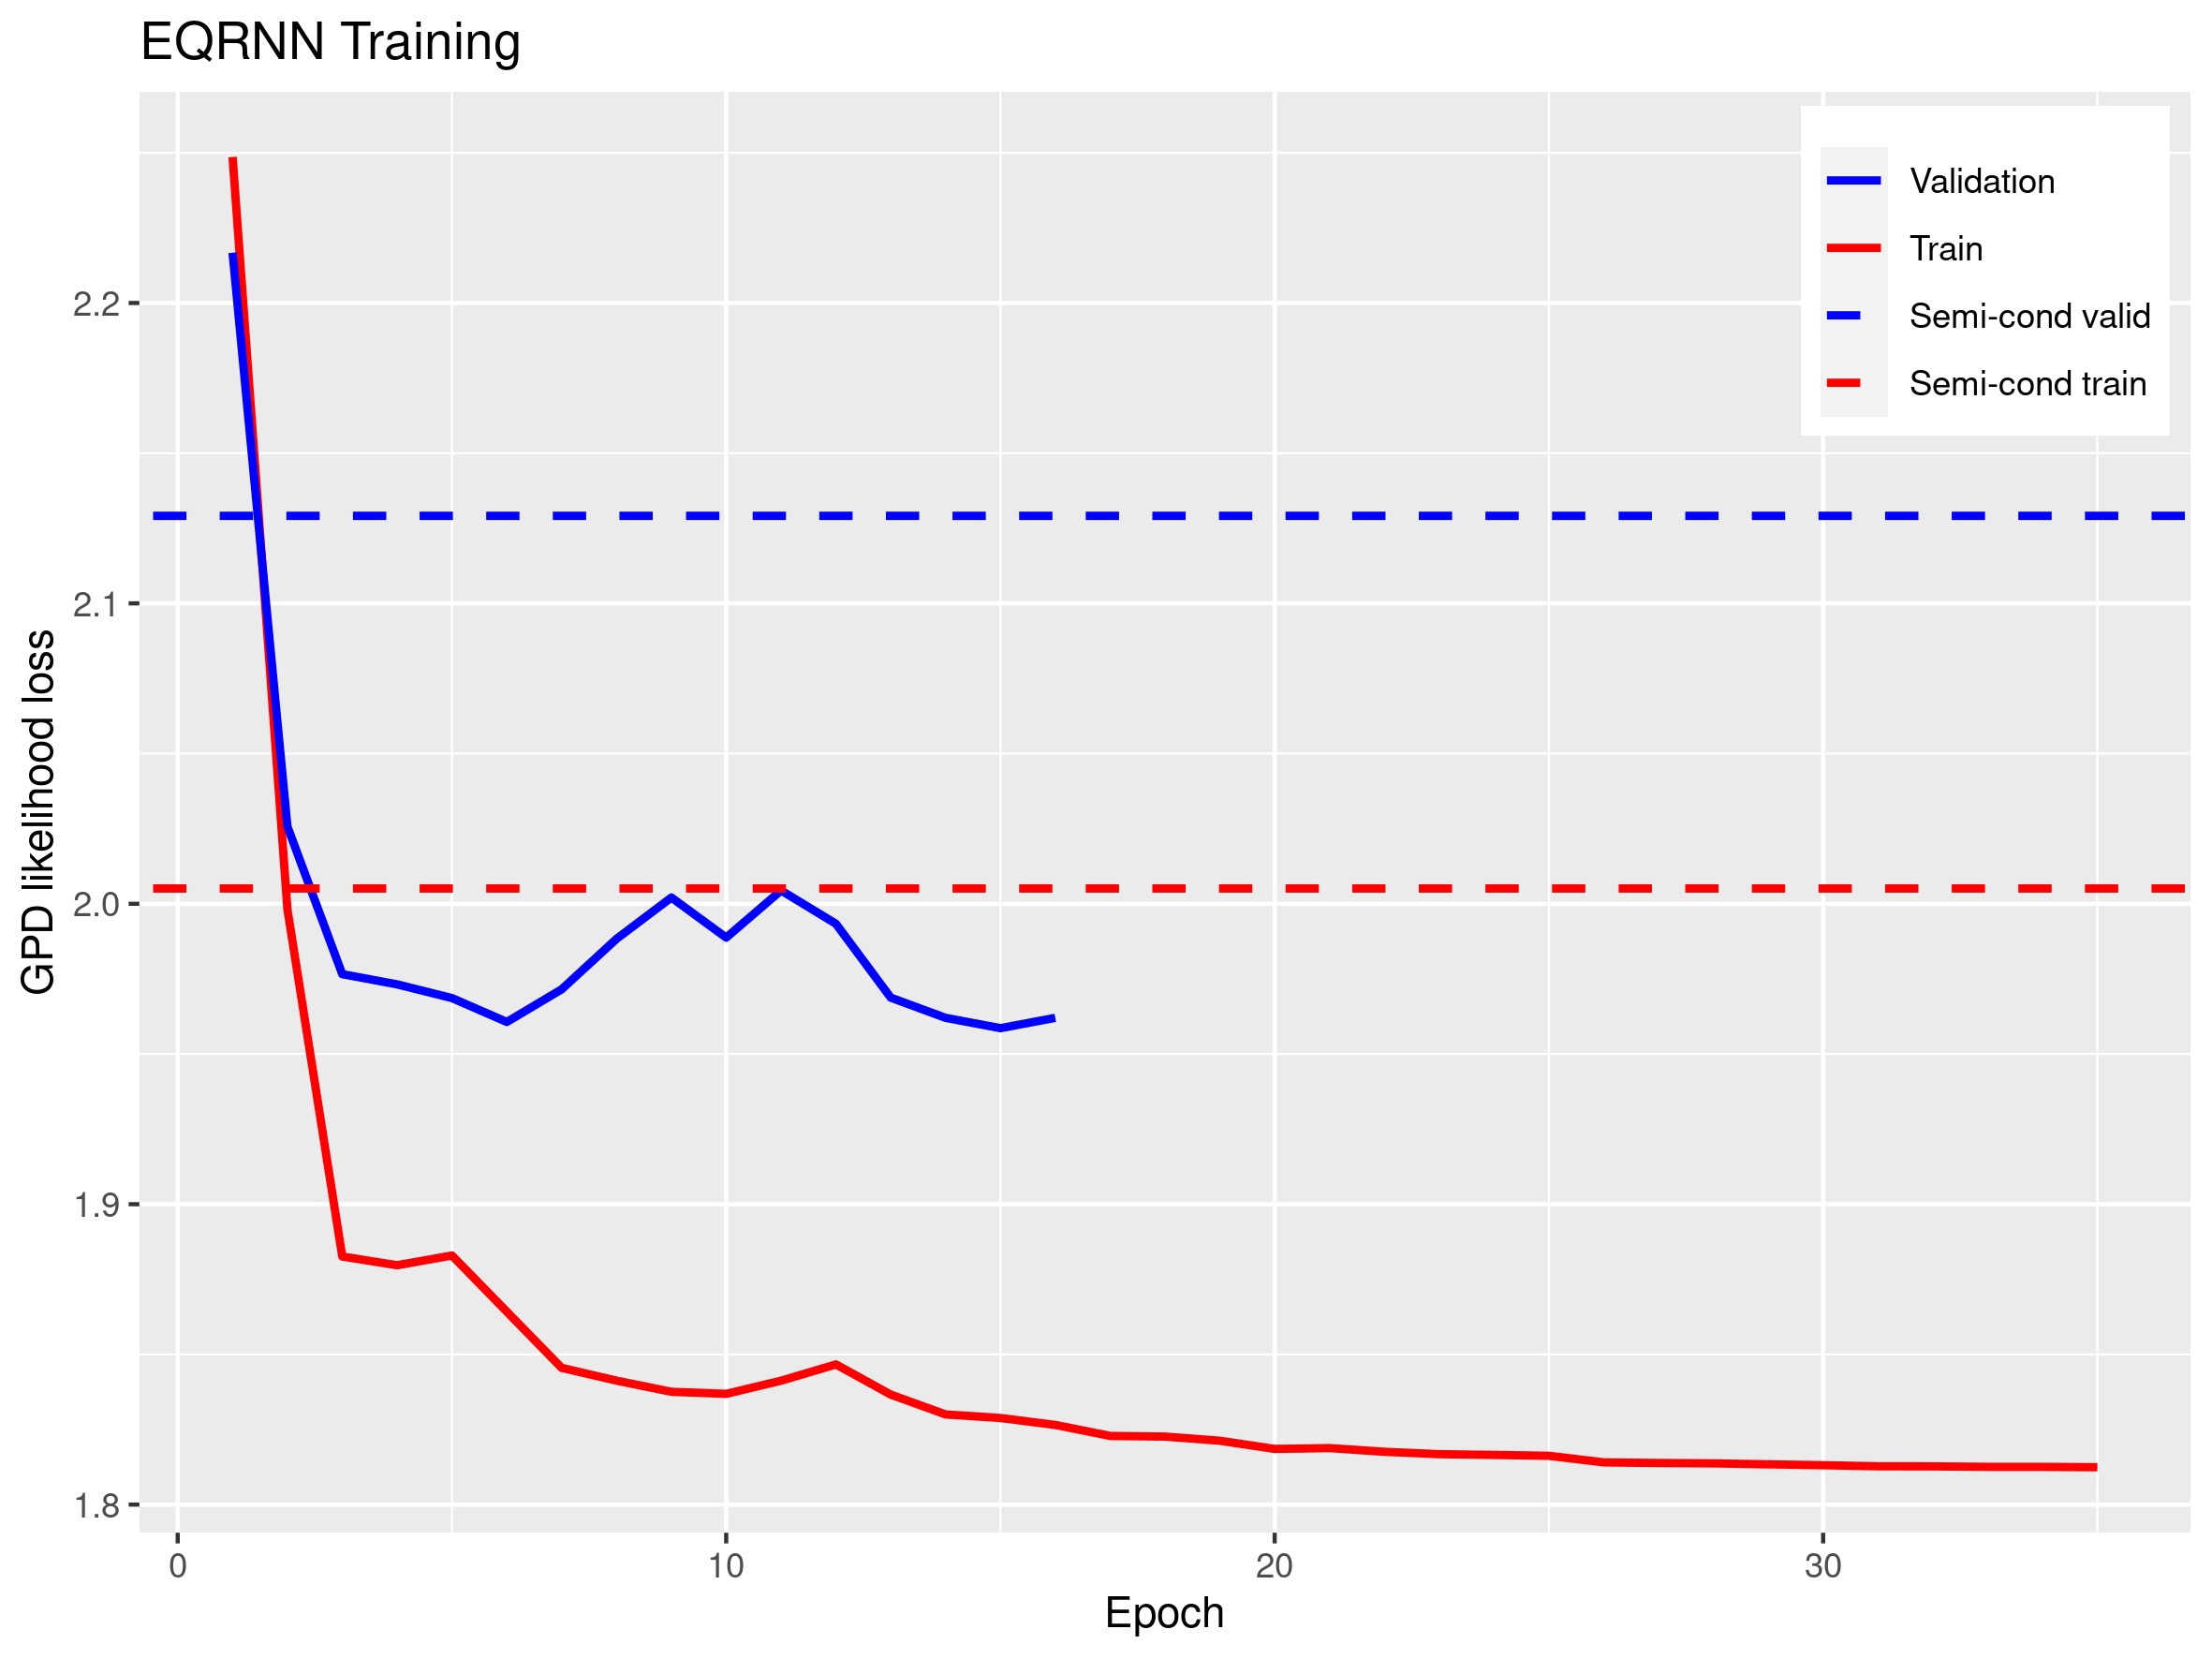 EQRNN Training
Validation
Train
Semi-cond valid
Semi-cond train
GPD likelihood loss
2.2
2.1
2.0
1.9
1.8
0 10 20 30
Epoch